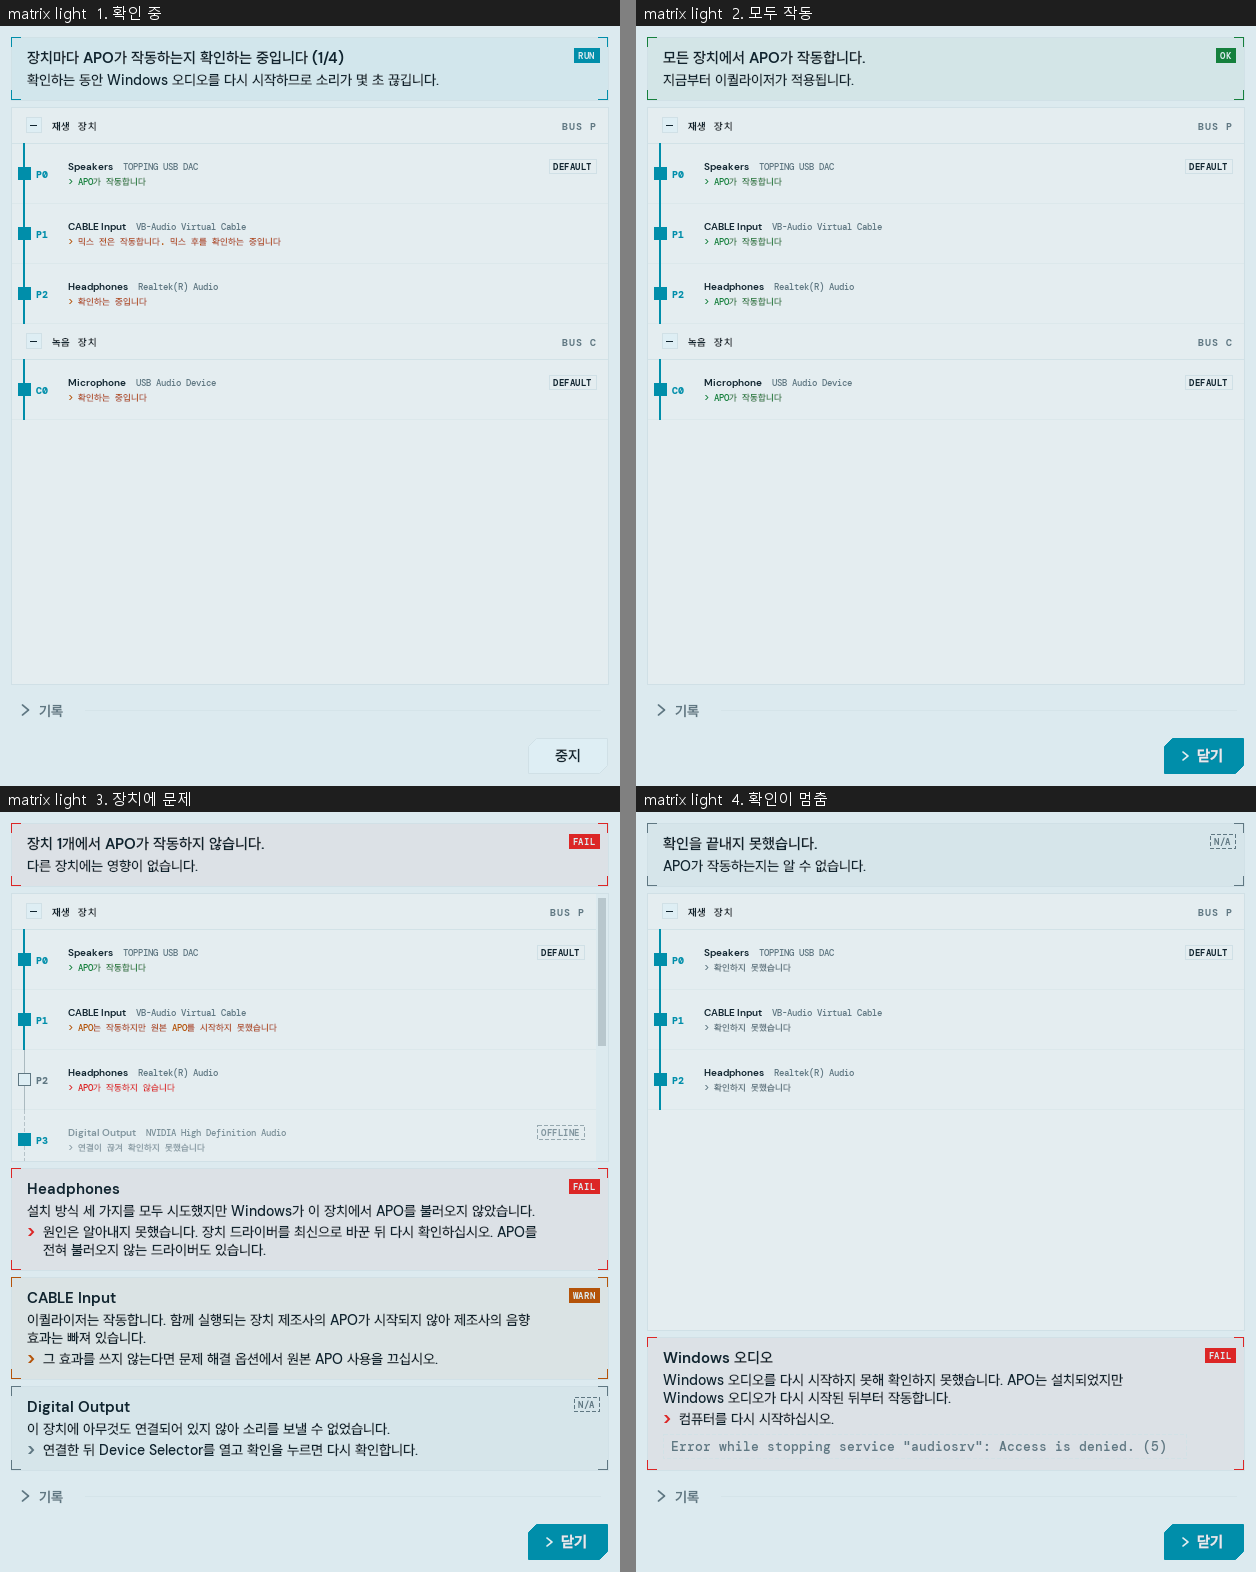 matrix light 1. 확인 중
장치마다 APO가 작동하는지 확인하는 중입니다 (1/4)
RUN
확인하는 동안 Windows 오디오를 다시 시작하므로 소리가 몇 초 끊깁니다.
재생 장치
BUS P
P0
Speakers TOPPING USB DAC
DEFAULT
> APO가 작동합니다
P1
CABLE Input VB-Audio Virtual Cable
> 믹스 전은 작동합니다. 믹스 후를 확인하는 중입니다
P2
Headphones Realtek(R) Audio
> 확인하는 중입니다
녹음 장치
BUS C
C0
Microphone USB Audio Device
DEFAULT
> 확인하는 중입니다
> 기록
중지
matrix light 2. 모두 작동
모든 장치에서 APO가 작동합니다.
OK
지금부터 이퀄라이저가 적용됩니다.
재생 장치
BUS P
P0
Speakers TOPPING USB DAC
DEFAULT
> APO가 작동합니다
P1
CABLE Input VB-Audio Virtual Cable
> APO가 작동합니다
P2
Headphones Realtek(R) Audio
> APO가 작동합니다
녹음 장치
BUS C
C0
Microphone USB Audio Device
DEFAULT
> APO가 작동합니다
> 기록
> 닫기
matrix light 3. 장치에 문제
장치 1개에서 APO가 작동하지 않습니다.
FAIL
다른 장치에는 영향이 없습니다.
재생 장치
BUS P
P0
Speakers TOPPING USB DAC
DEFAULT
> APO가 작동합니다
P1
CABLE Input VB-Audio Virtual Cable
> APO는 작동하지만 원본 APO를 시작하지 못했습니다
P2
Headphones Realtek(R) Audio
> APO가 작동하지 않습니다
P3
Digital Output NVIDIA High Definition Audio
OFFLINE
> 연결이 끊겨 확인하지 못했습니다
Headphones
FAIL
설치 방식 세 가지를 모두 시도했지만 Windows가 이 장치에서 APO를 불러오지 않았습니다.
> 원인은 알아내지 못했습니다. 장치 드라이버를 최신으로 바꾼 뒤 다시 확인하십시오. APO를
전혀 불러오지 않는 드라이버도 있습니다.
CABLE Input
WARN
이퀄라이저는 작동합니다. 함께 실행되는 장치 제조사의 APO가 시작되지 않아 제조사의 음향
효과는 빠져 있습니다.
> 그 효과를 쓰지 않는다면 문제 해결 옵션에서 원본 APO 사용을 끄십시오.
Digital Output
N/A
이 장치에 아무것도 연결되어 있지 않아 소리를 보낼 수 없었습니다.
> 연결한 뒤 Device Selector를 열고 확인을 누르면 다시 확인합니다.
> 기록
> 닫기
matrix light 4. 확인이 멈춤
확인을 끝내지 못했습니다.
N/A
APO가 작동하는지는 알 수 없습니다.
재생 장치
BUS P
P0
Speakers TOPPING USB DAC
DEFAULT
> 확인하지 못했습니다
P1
CABLE Input VB-Audio Virtual Cable
> 확인하지 못했습니다
P2
Headphones Realtek(R) Audio
> 확인하지 못했습니다
Windows 오디오
FAIL
Windows 오디오를 다시 시작하지 못해 확인하지 못했습니다. APO는 설치되었지만
Windows 오디오가 다시 시작된 뒤부터 작동합니다.
> 컴퓨터를 다시 시작하십시오.
Error while stopping service "audiosrv": Access is denied. (5)
> 기록
> 닫기